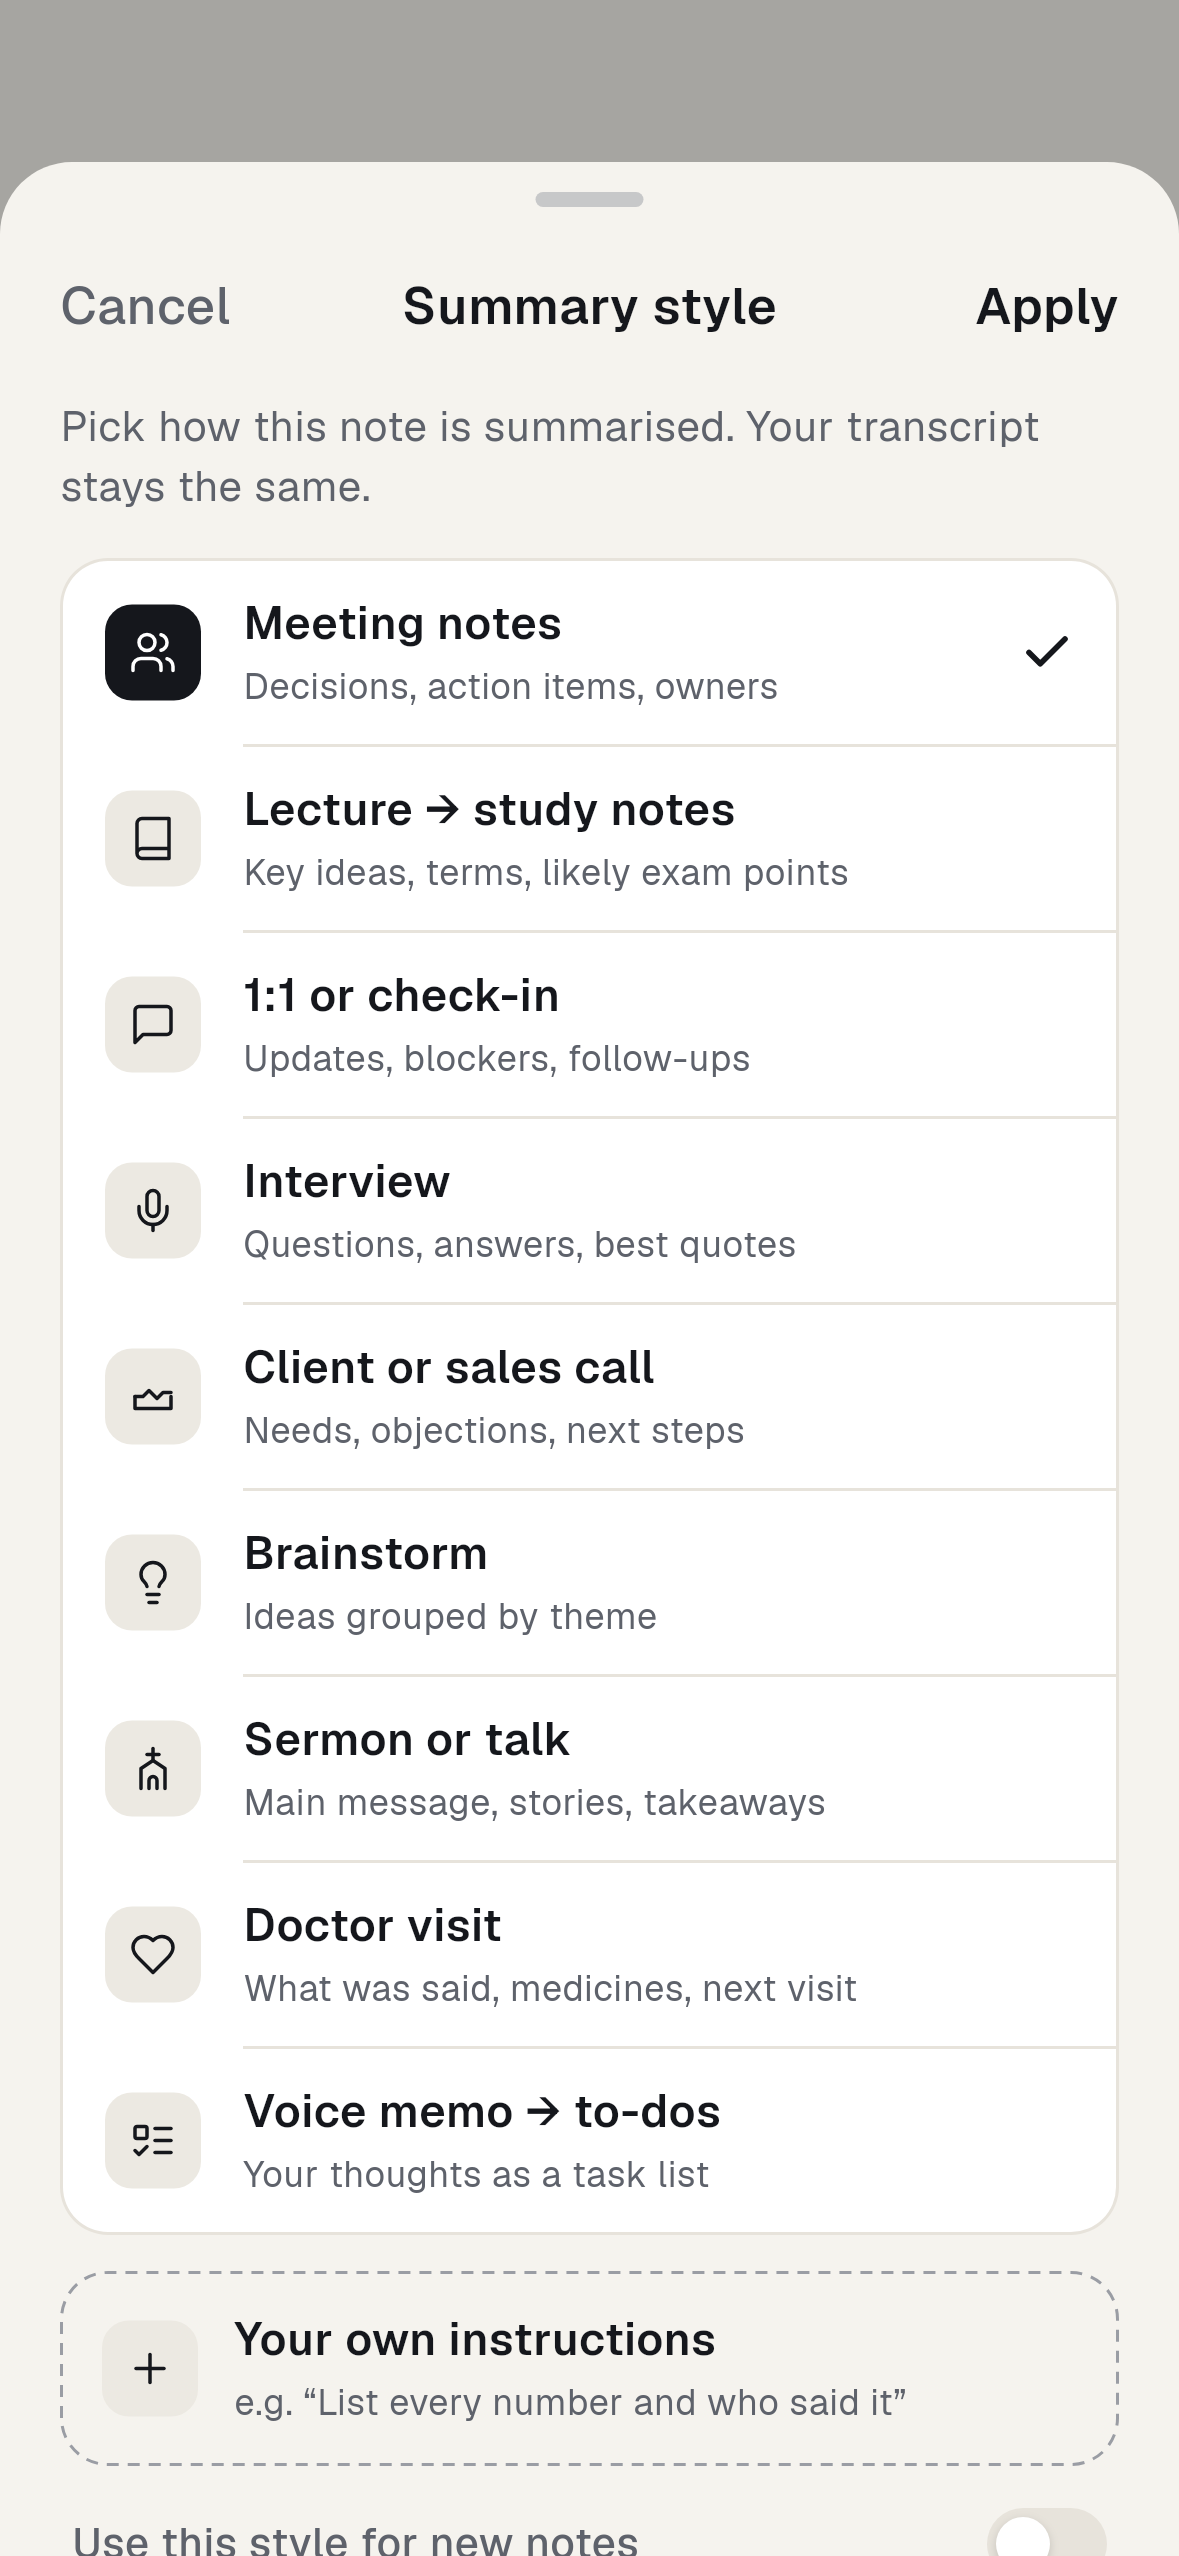 Cancel
Summary style
Apply
Pick how this note is summarised. Your transcript
stays the same.
Meeting notes
Decisions, action items, owners
Lecture → study notes
Key ideas, terms, likely exam points
1:1 or check-in
Updates, blockers, follow-ups
Interview
Questions, answers, best quotes
Client or sales call
Needs, objections, next steps
Brainstorm
Ideas grouped by theme
Sermon or talk
Main message, stories, takeaways
Doctor visit
What was said, medicines, next visit
Voice memo → to-dos
Your thoughts as a task list
Your own instructions
e.g. “List every number and who said it”
Use this style for new notes